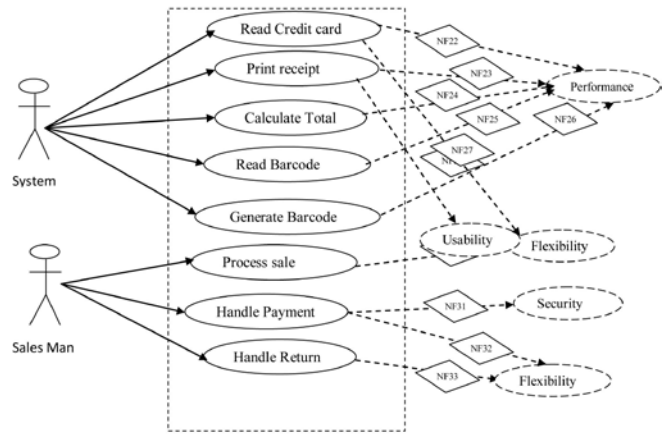 Read Credit card
NF22
Print receipt
NF23
Performance
NF24
Calculate Total
NF25
NF26
System
Read Barcode
NF27
Generate Barcode
Usability
Flexibility
Process sale
Handle Payment
NF31
Security
Sales Man
NF32
Handle Return
NF33
Flexibility